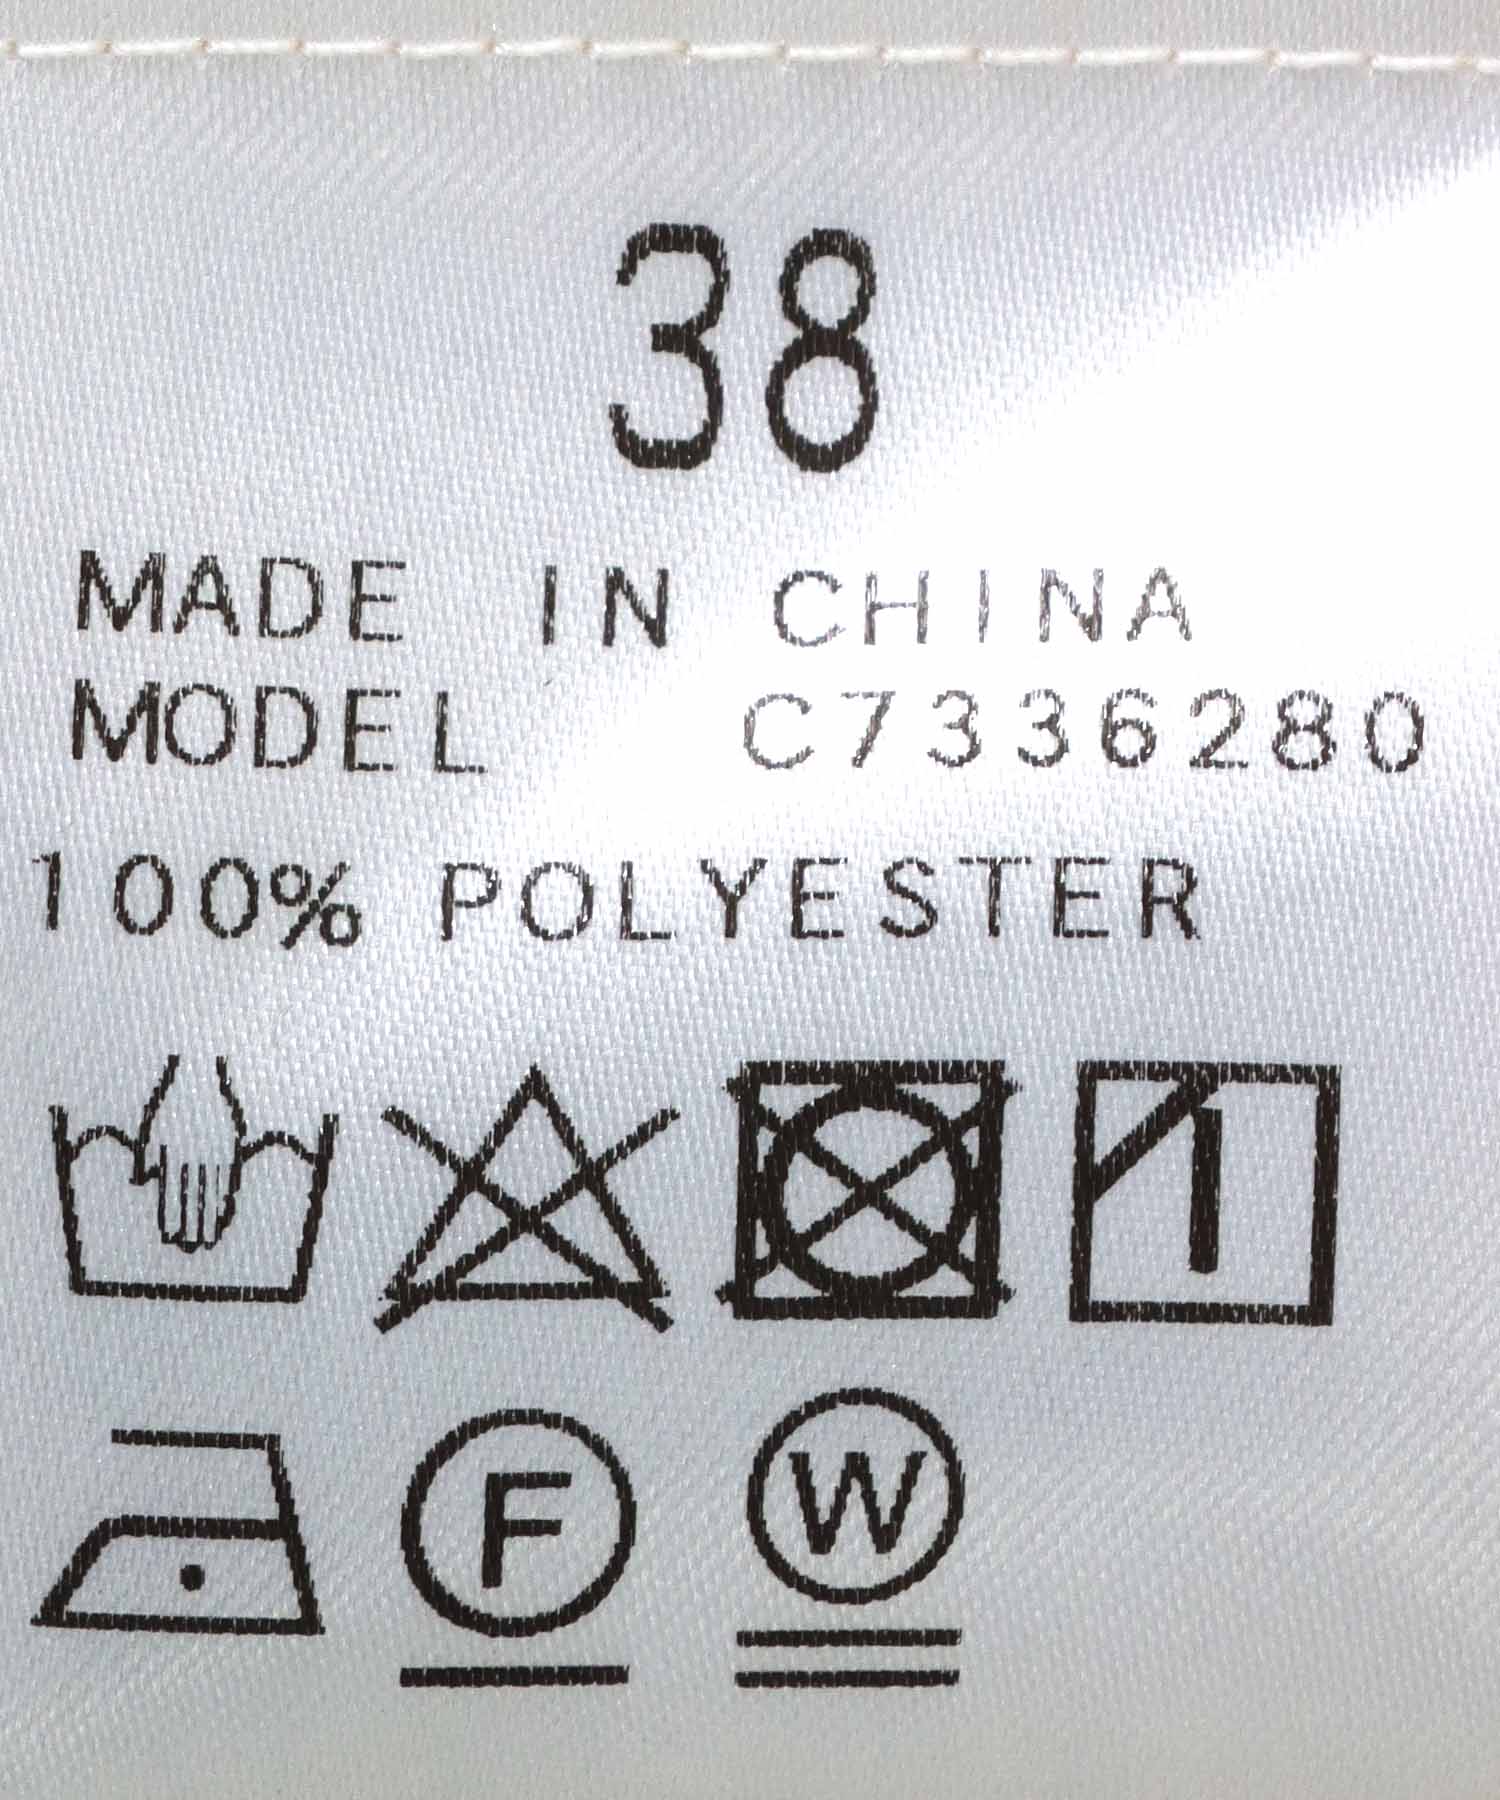 38
MADE IN CHINA
MODEL C7336280
100% POLYESTER
F W